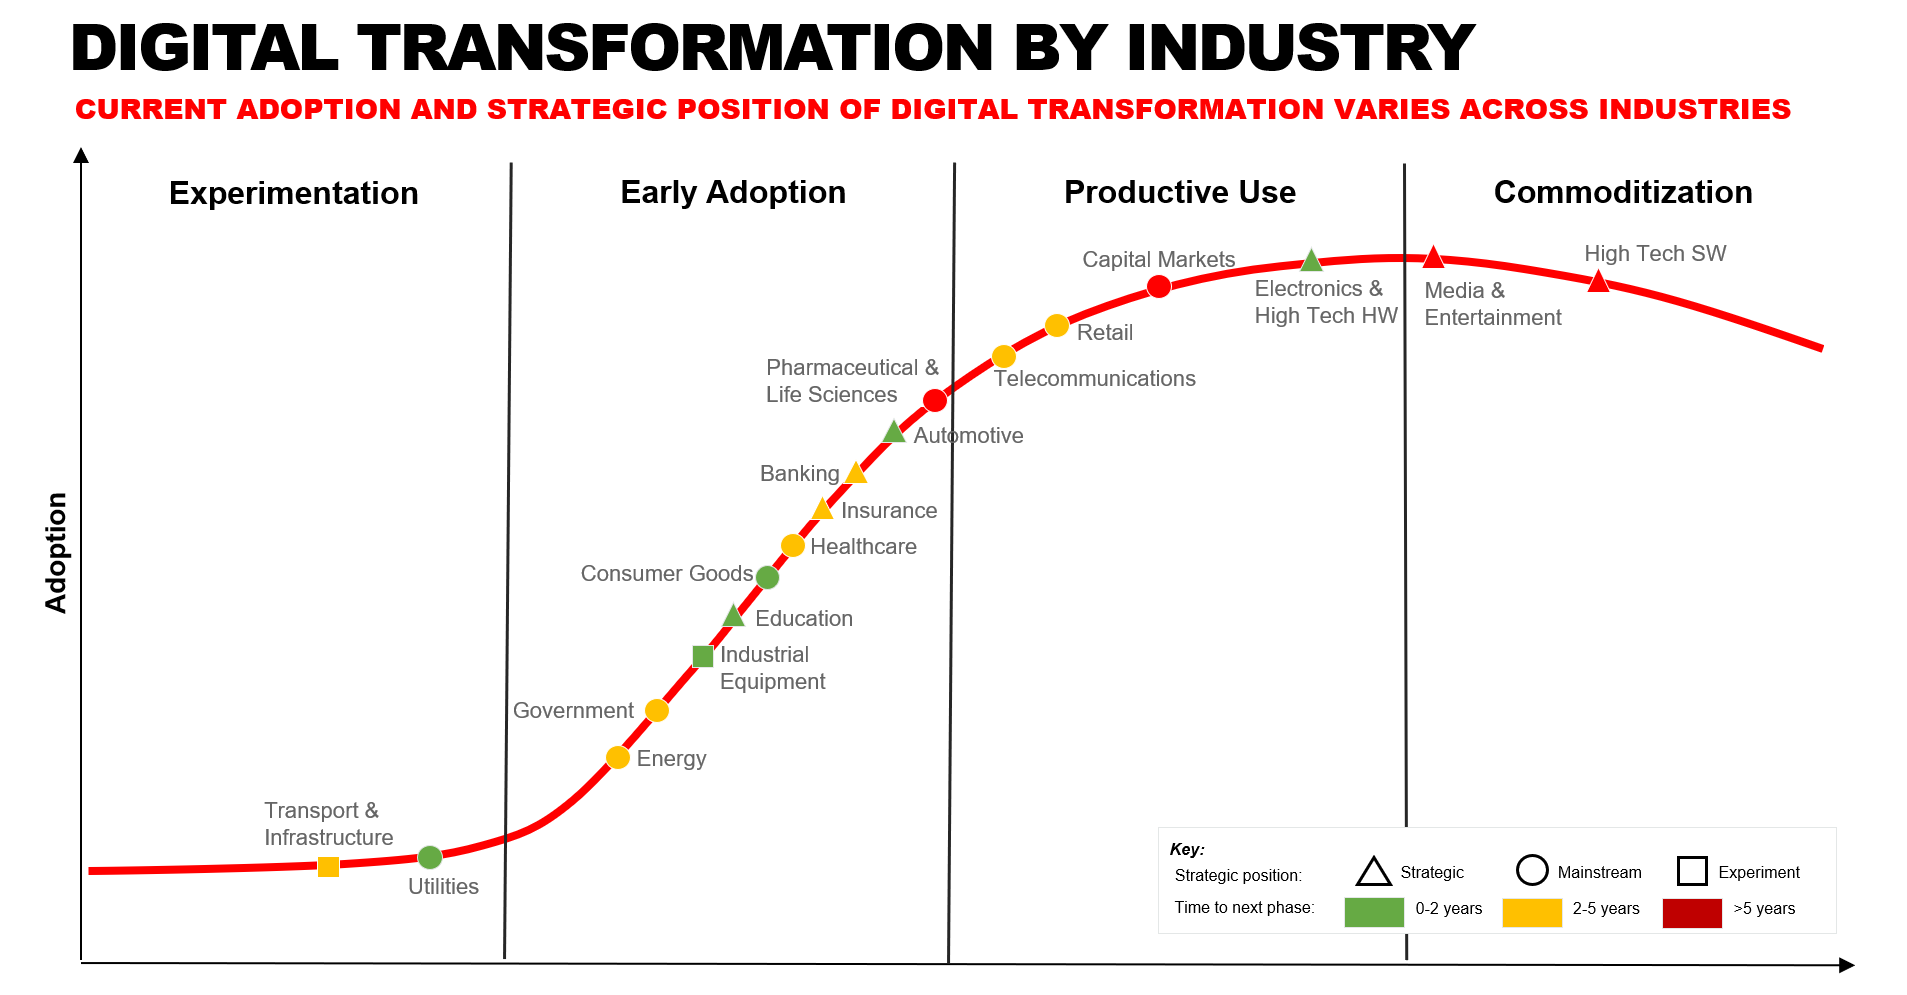 DIGITAL TRANSFORMATION BY INDUSTRY
CURRENT ADOPTION AND STRATEGIC POSITION OF DIGITAL TRANSFORMATION VARIES ACROSS INDUSTRIES
Experimentation
Early Adoption
Productive Use
Commoditization
Adoption
Transport &
Infrastructure
Utilities
Energy
Government
Industrial
Equipment
Education
Consumer Goods
Healthcare
Insurance
Banking
Automotive
Pharmaceutical &
Life Sciences
Telecommunications
Retail
Capital Markets
Electronics &
High Tech HW
Media &
Entertainment
High Tech SW
Key:
Strategic position:
Strategic
Mainstream
Experiment
Time to next phase:
0-2 years
2-5 years
>5 years